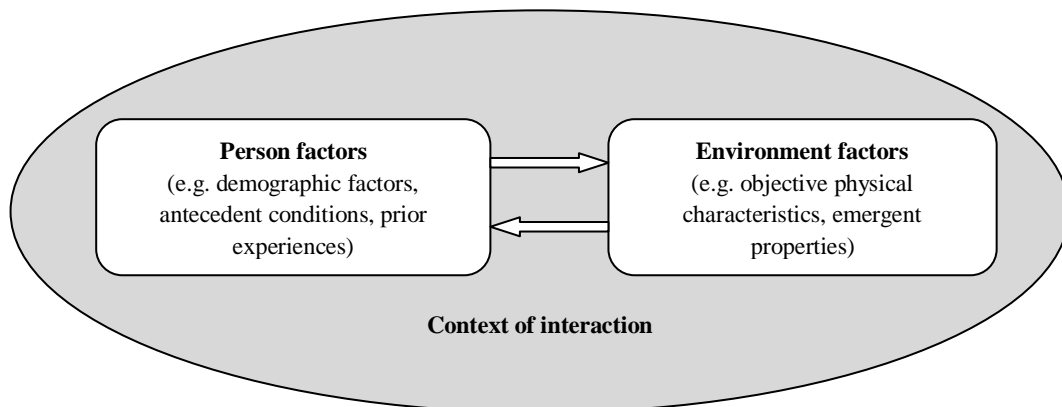 Person factors
(e.g. demographic factors,
antecedent conditions, prior
experiences)
Environment factors
(e.g. objective physical
characteristics, emergent
properties)
Context of interaction